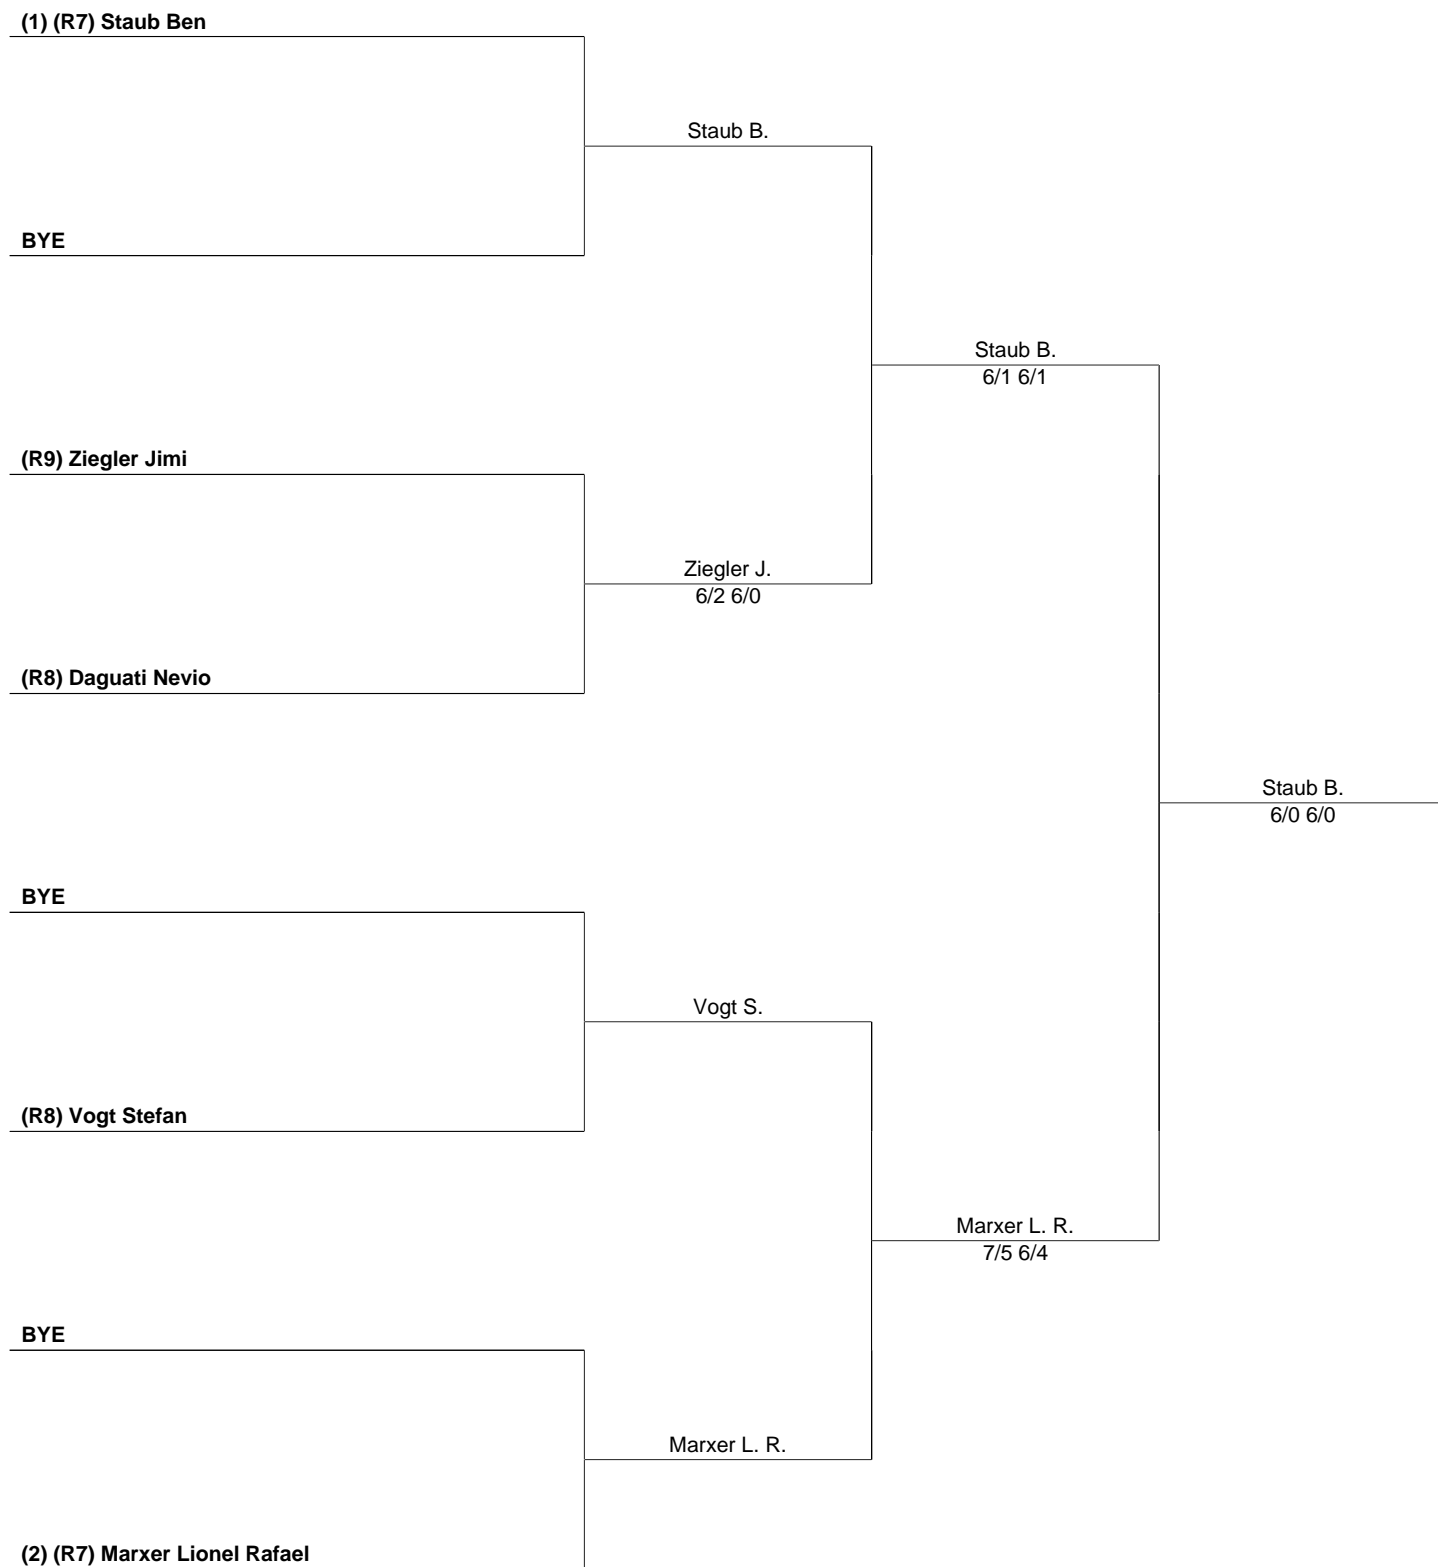 (1) (R7) Staub Ben
Staub B.
BYE
Staub B.
6/1 6/1
(R9) Ziegler Jimi
Ziegler J.
6/2 6/0
(R8) Daguati Nevio
Staub B.
6/0 6/0
BYE
Vogt S.
(R8) Vogt Stefan
Marxer L. R.
7/5 6/4
BYE
Marxer L. R.
(2) (R7) Marxer Lionel Rafael